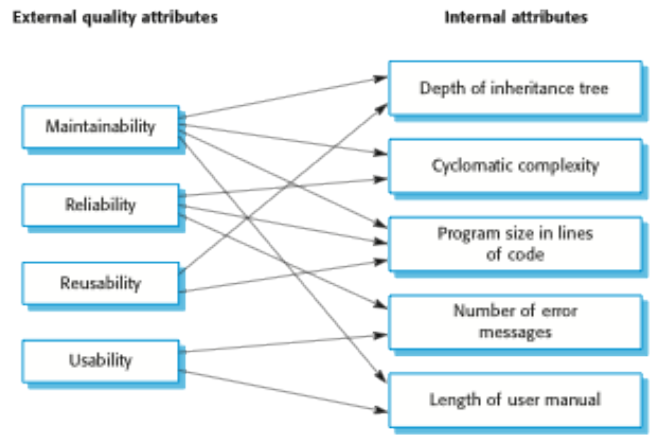 External quality attributes
Internal attributes
Maintainability
Reliability
Reusability
Usability
Depth of inheritance tree
Cyclomatic complexity
Program size in lines
of code
Number of error
messages
Length of user manual